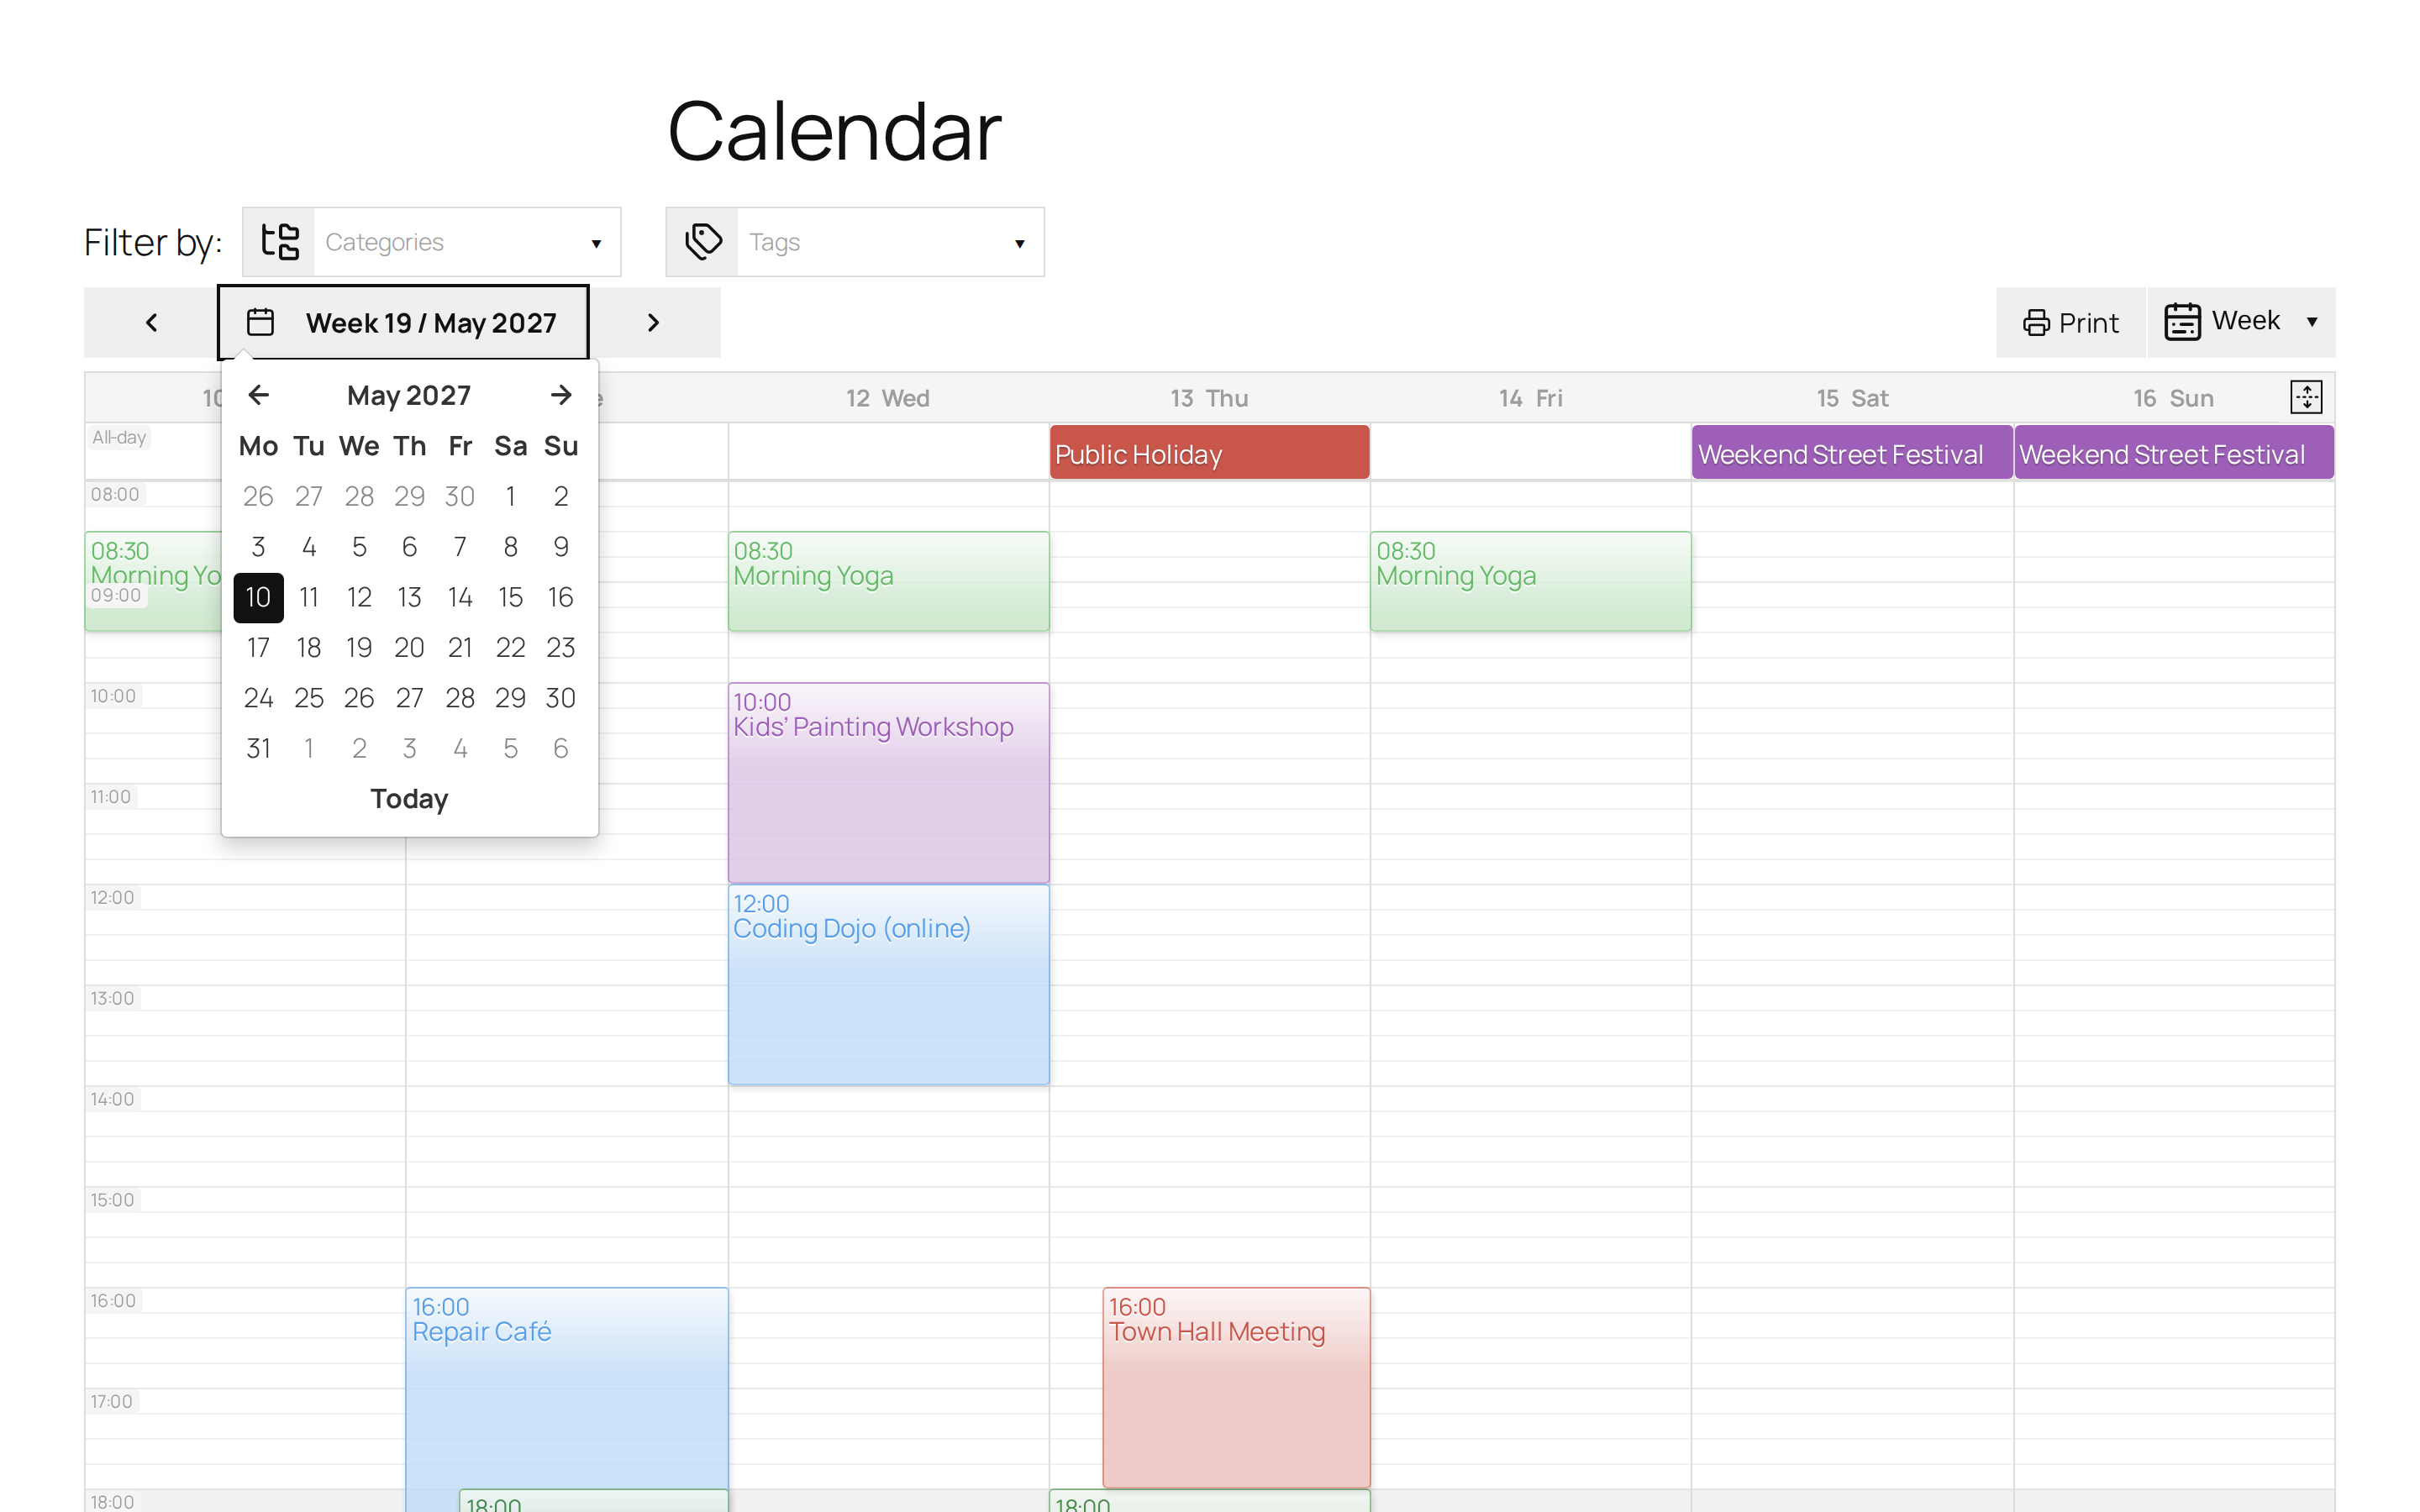 Calendar
Filter by:
Categories
Tags
Week 19 / May 2027
Print
Week
May 2027
Mo Tu We Th Fr Sa Su
26 27 28 29 30 1 2
3 4 5 6 7 8 9
10 11 12 13 14 15 16
17 18 19 20 21 22 23
24 25 26 27 28 29 30
31 1 2 3 4 5 6
Today
12 Wed
13 Thu
14 Fri
15 Sat
16 Sun
All-day
Public Holiday
Weekend Street Festival
Weekend Street Festival
08:00
08:30
Morning Yo
09:00
08:30
Morning Yoga
08:30
Morning Yoga
10:00
10:00
Kids’ Painting Workshop
11:00
12:00
12:00
Coding Dojo (online)
13:00
14:00
15:00
16:00
16:00
Repair Café
16:00
Town Hall Meeting
17:00
18:00
18:00
18:00